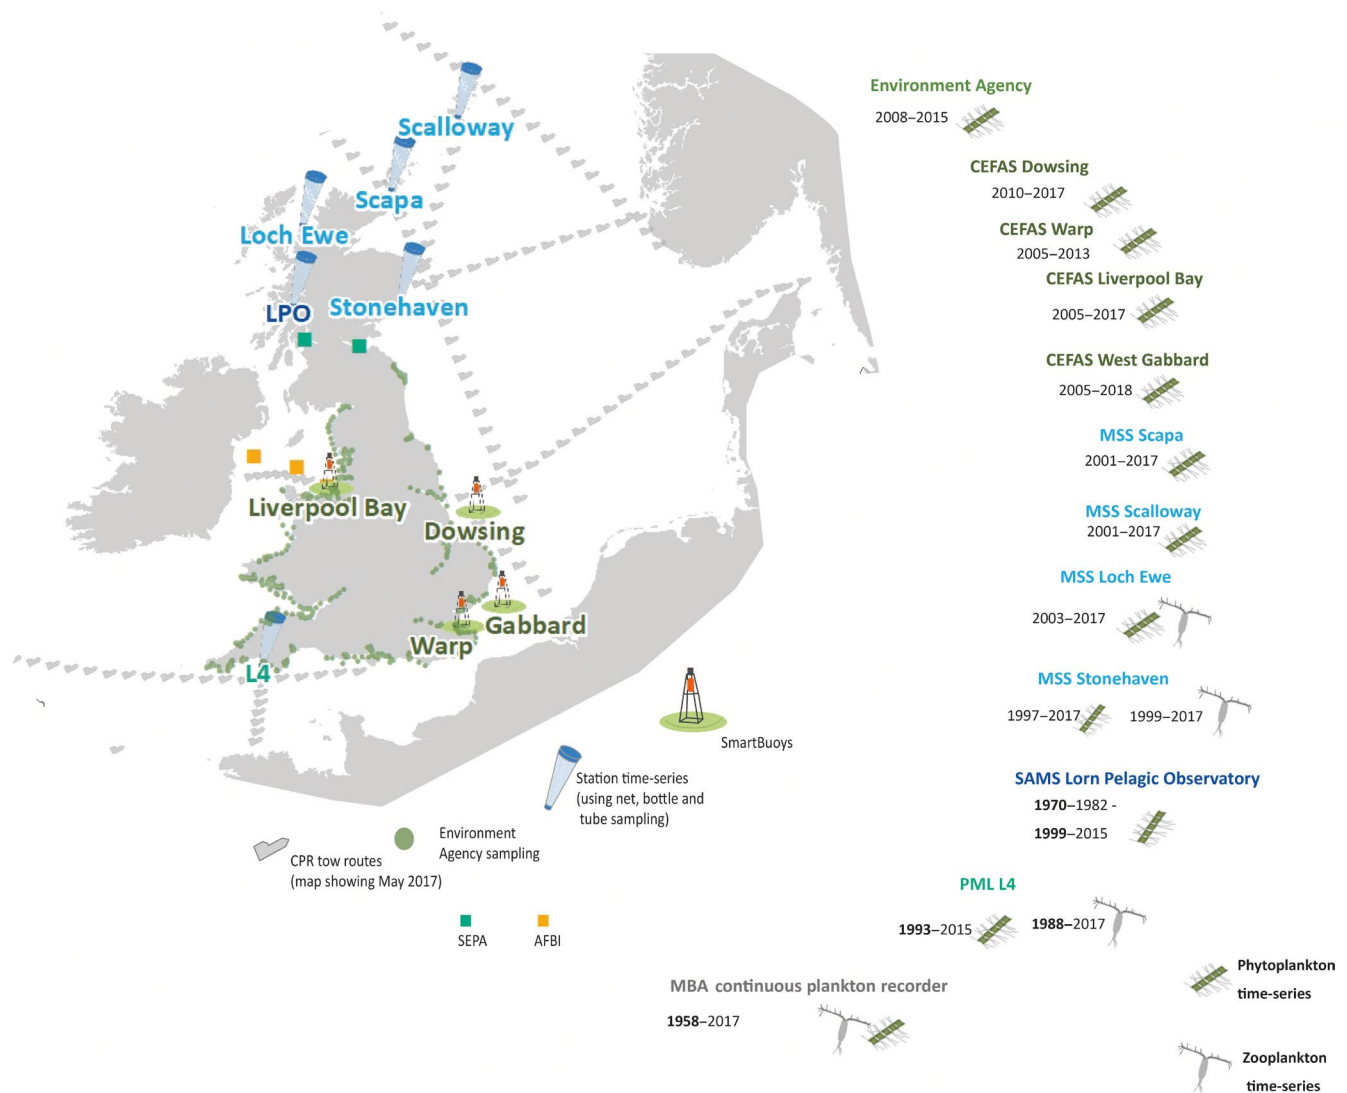 Scalloway
Scapa
Loch Ewe
LPO
Stonehaven
Liverpool Bay
Dowsing
Gabbard
Warp
L4
SmartBuoys
Station time-series
(using net, bottle and
tube sampling)
Environment
Agency sampling
CPR tow routes
(map showing May 2017)
SEPA
AFBI
Environment Agency
2008–2015
CEFAS Dowsing
2010–2017
CEFAS Warp
2005–2013
CEFAS Liverpool Bay
2005–2017
CEFAS West Gabbard
2005–2018
MSS Scapa
2001–2017
MSS Scalloway
2001–2017
MSS Loch Ewe
2003–2017
MSS Stonehaven
1997–2017 1999–2017
SAMS Lorn Pelagic Observatory
1970–1982 -
1999–2015
PML L4
1993–2015 1988–2017
MBA continuous plankton recorder
1958–2017
Phytoplankton
time-series
Zooplankton
time-series